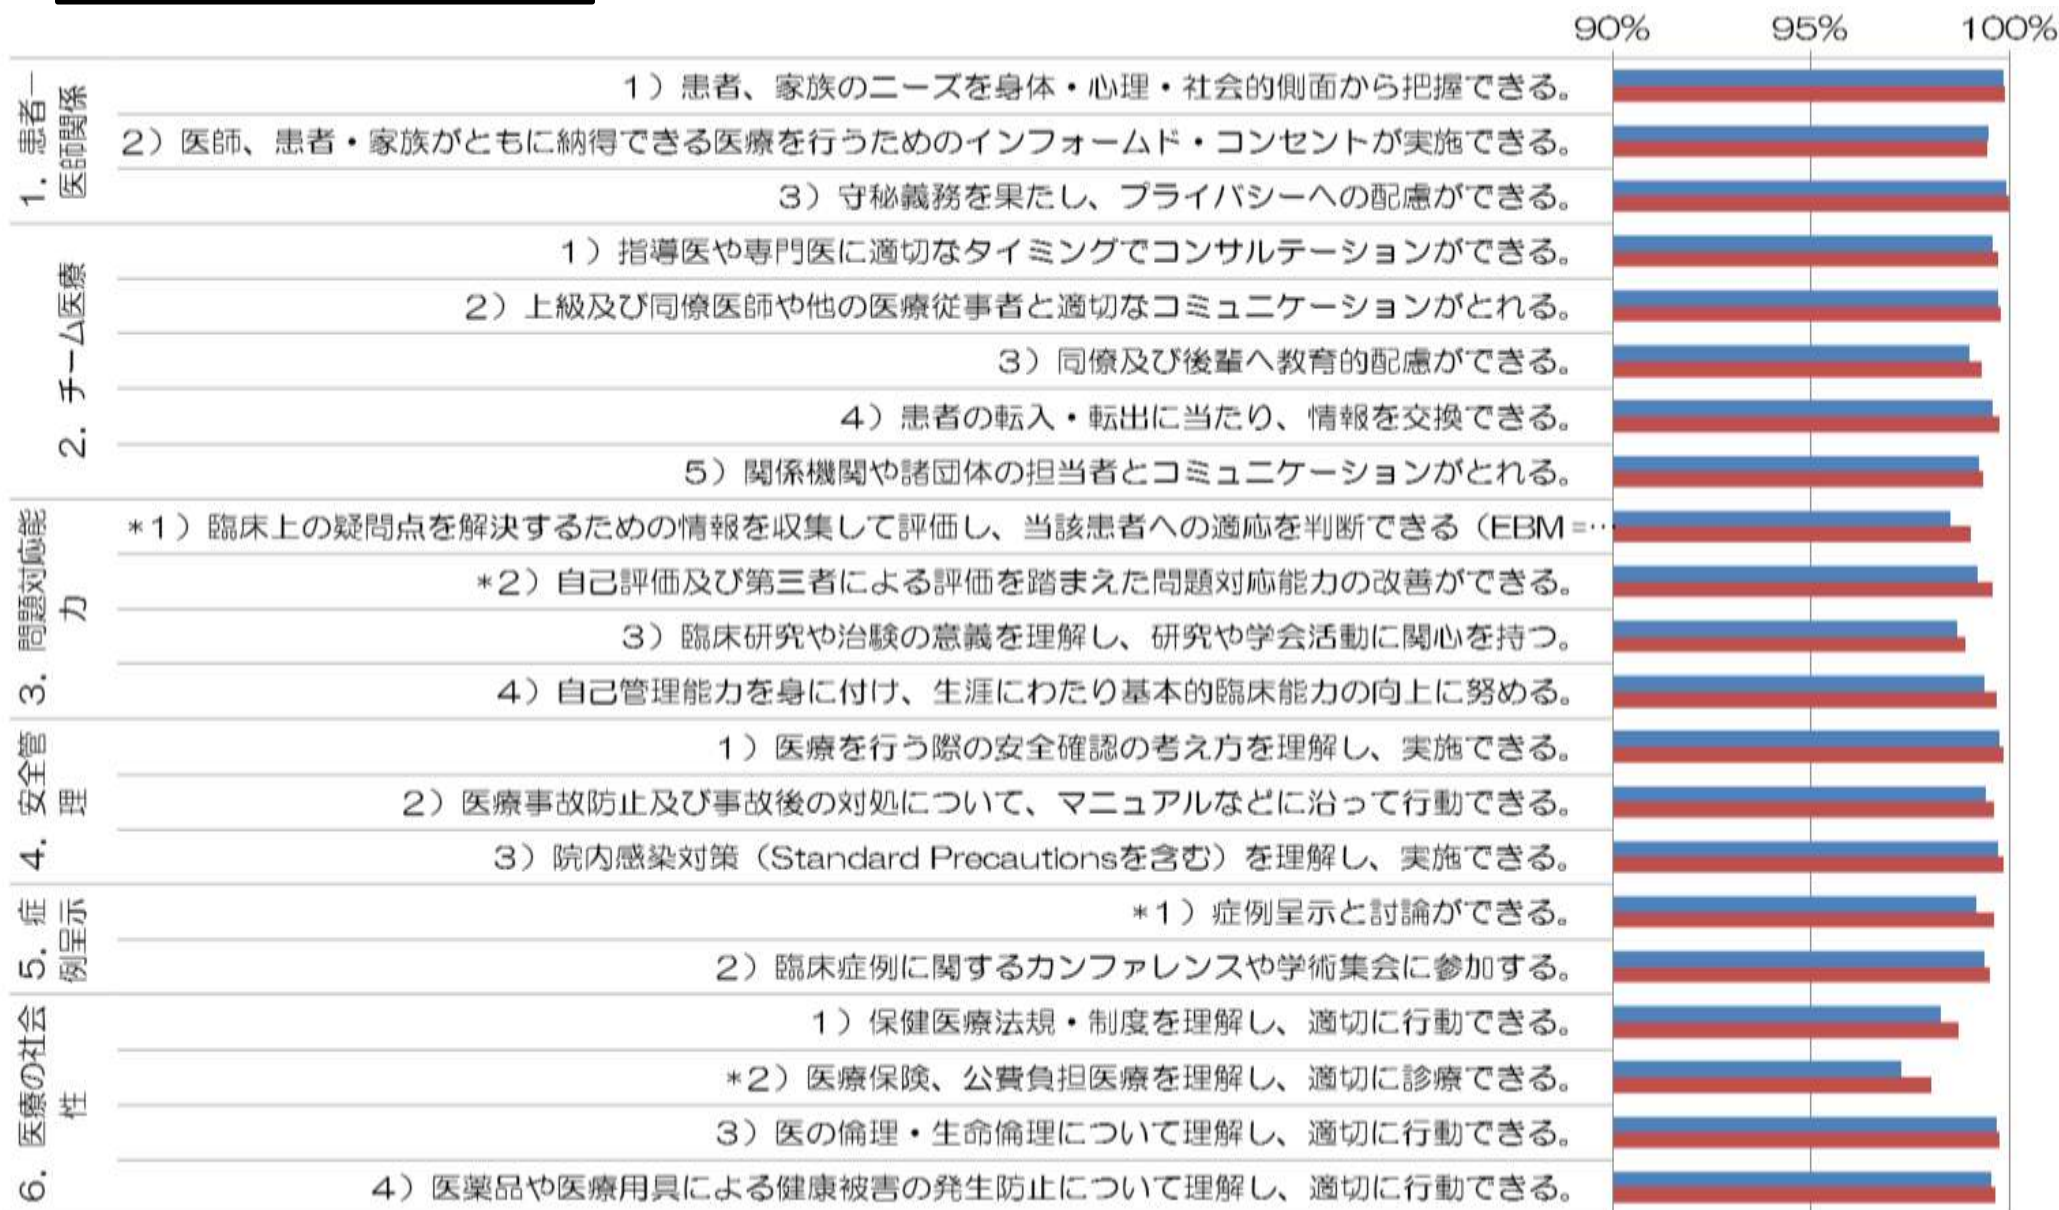 90% 95% 100%
1. 患者－
医師関係
1）患者、家族のニーズを身体・心理・社会的側面から把握できる。
2）医師、患者・家族がともに納得できる医療を行うためのインフォームド・コンセントが実施できる。
3）守秘義務を果たし、プライバシーへの配慮ができる。
2. チーム医療
1）指導医や専門医に適切なタイミングでコンサルテーションができる。
2）上級及び同僚医師や他の医療従事者と適切なコミュニケーションがとれる。
3）同僚及び後輩へ教育的配慮ができる。
4）患者の転入・転出に当たり、情報を交換できる。
5）関係機関や諸団体の担当者とコミュニケーションがとれる。
3. 問題対応能
力
*1）臨床上の疑問点を解決するための情報を収集して評価し、当該患者への適応を判断できる（EBM＝…
*2）自己評価及び第三者による評価を踏まえた問題対応能力の改善ができる。
3）臨床研究や治験の意義を理解し、研究や学会活動に関心を持つ。
4）自己管理能力を身に付け、生涯にわたり基本的臨床能力の向上に努める。
4. 安全管
理
1）医療を行う際の安全確認の考え方を理解し、実施できる。
2）医療事故防止及び事故後の対処について、マニュアルなどに沿って行動できる。
3）院内感染対策（Standard Precautionsを含む）を理解し、実施できる。
5. 症
例呈示
*1）症例呈示と討論ができる。
2）臨床症例に関するカンファレンスや学術集会に参加する。
6. 医療の社会
性
1）保健医療法規・制度を理解し、適切に行動できる。
*2）医療保険、公費負担医療を理解し、適切に診療できる。
3）医の倫理・生命倫理について理解し、適切に行動できる。
4）医薬品や医療用具による健康被害の発生防止について理解し、適切に行動できる。